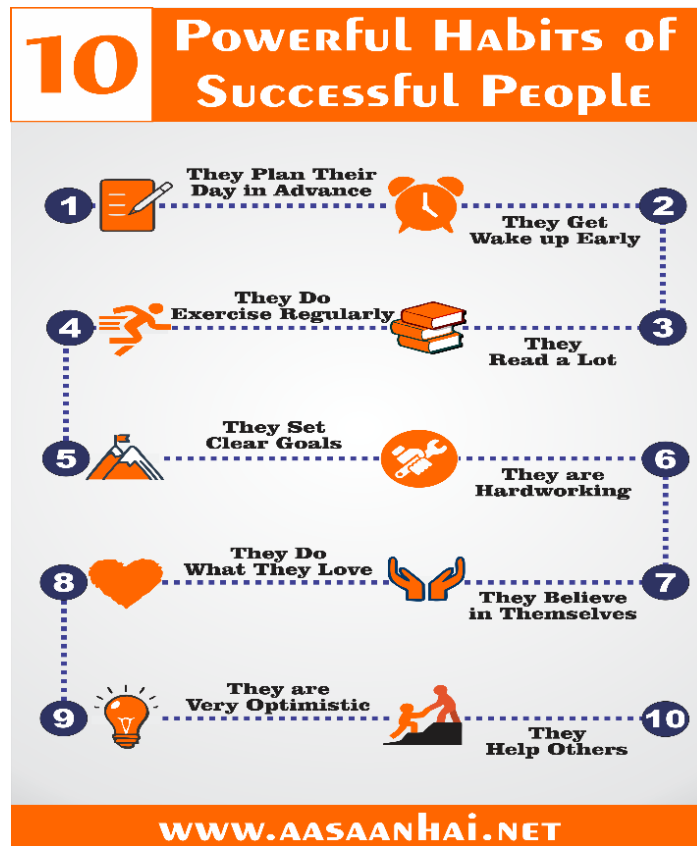 10
Powerful Habits of
Successful People
1
They Plan Their
Day in Advance
2
They Get
Wake up Early
3
They
Read a Lot
4
They Do
Exercise Regularly
5
They Set
Clear Goals
6
They are
Hardworking
7
They Believe
in Themselves
8
They Do
What They Love
9
They are
Very Optimistic
10
They
Help Others
www.aasaanhai.net